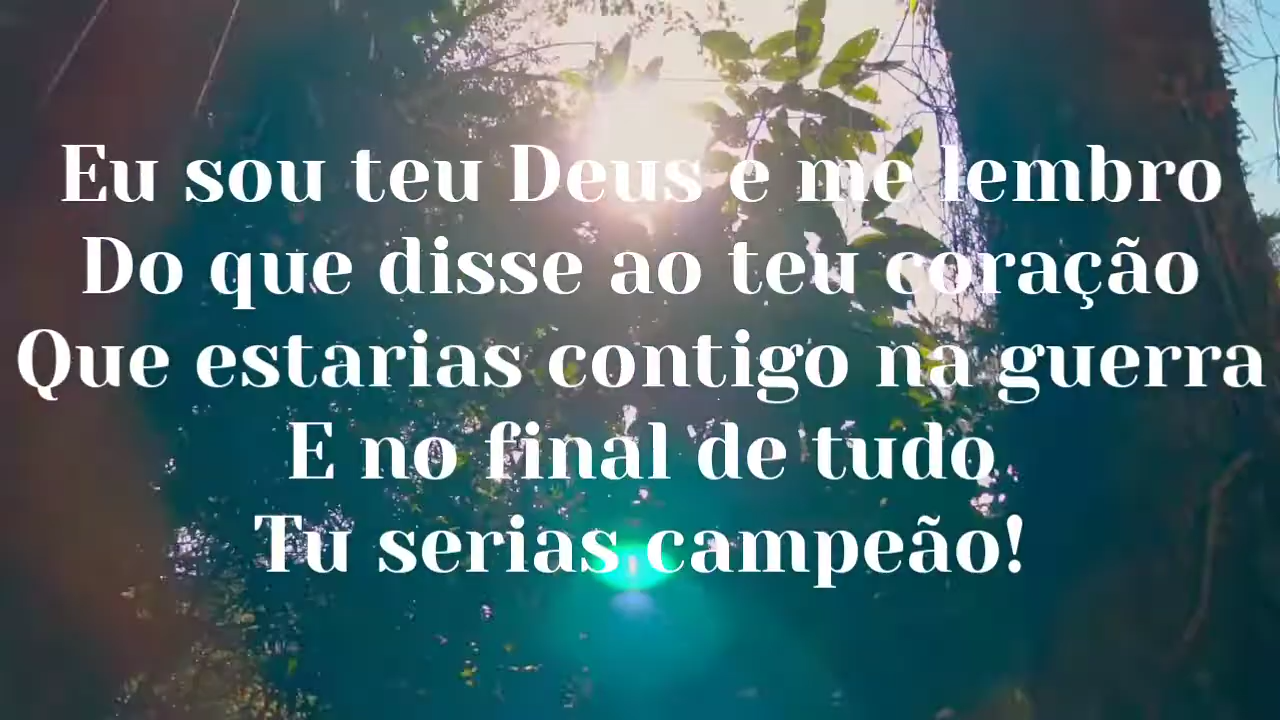 Eu sou teu Deus e me lembro
Do que disse ao teu coração
Que estarias contigo na guerra
E no final de tudo
Tu serias campeão!